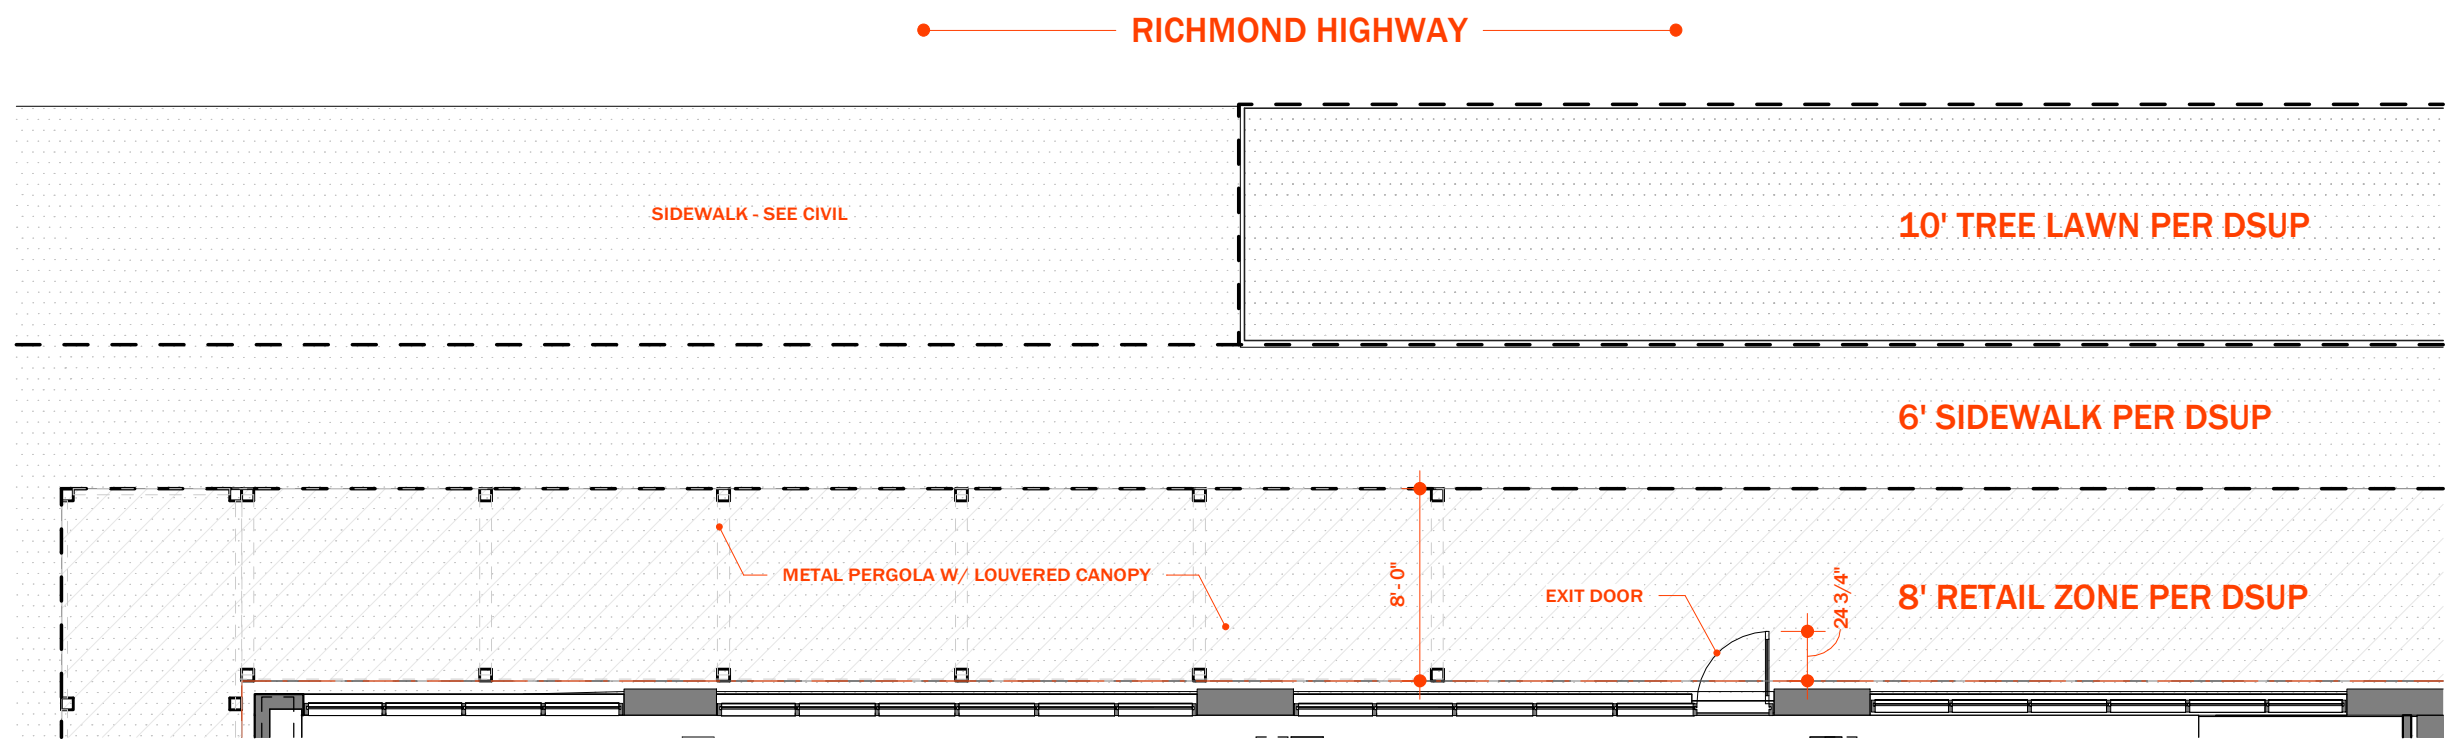 RICHMOND HIGHWAY
SIDEWALK - SEE CIVIL
10' TREE LAWN PER DSUP
6' SIDEWALK PER DSUP
METAL PERGOLA W/ LOUVERED CANOPY
8'-0"
EXIT DOOR
24 3/4"
8' RETAIL ZONE PER DSUP